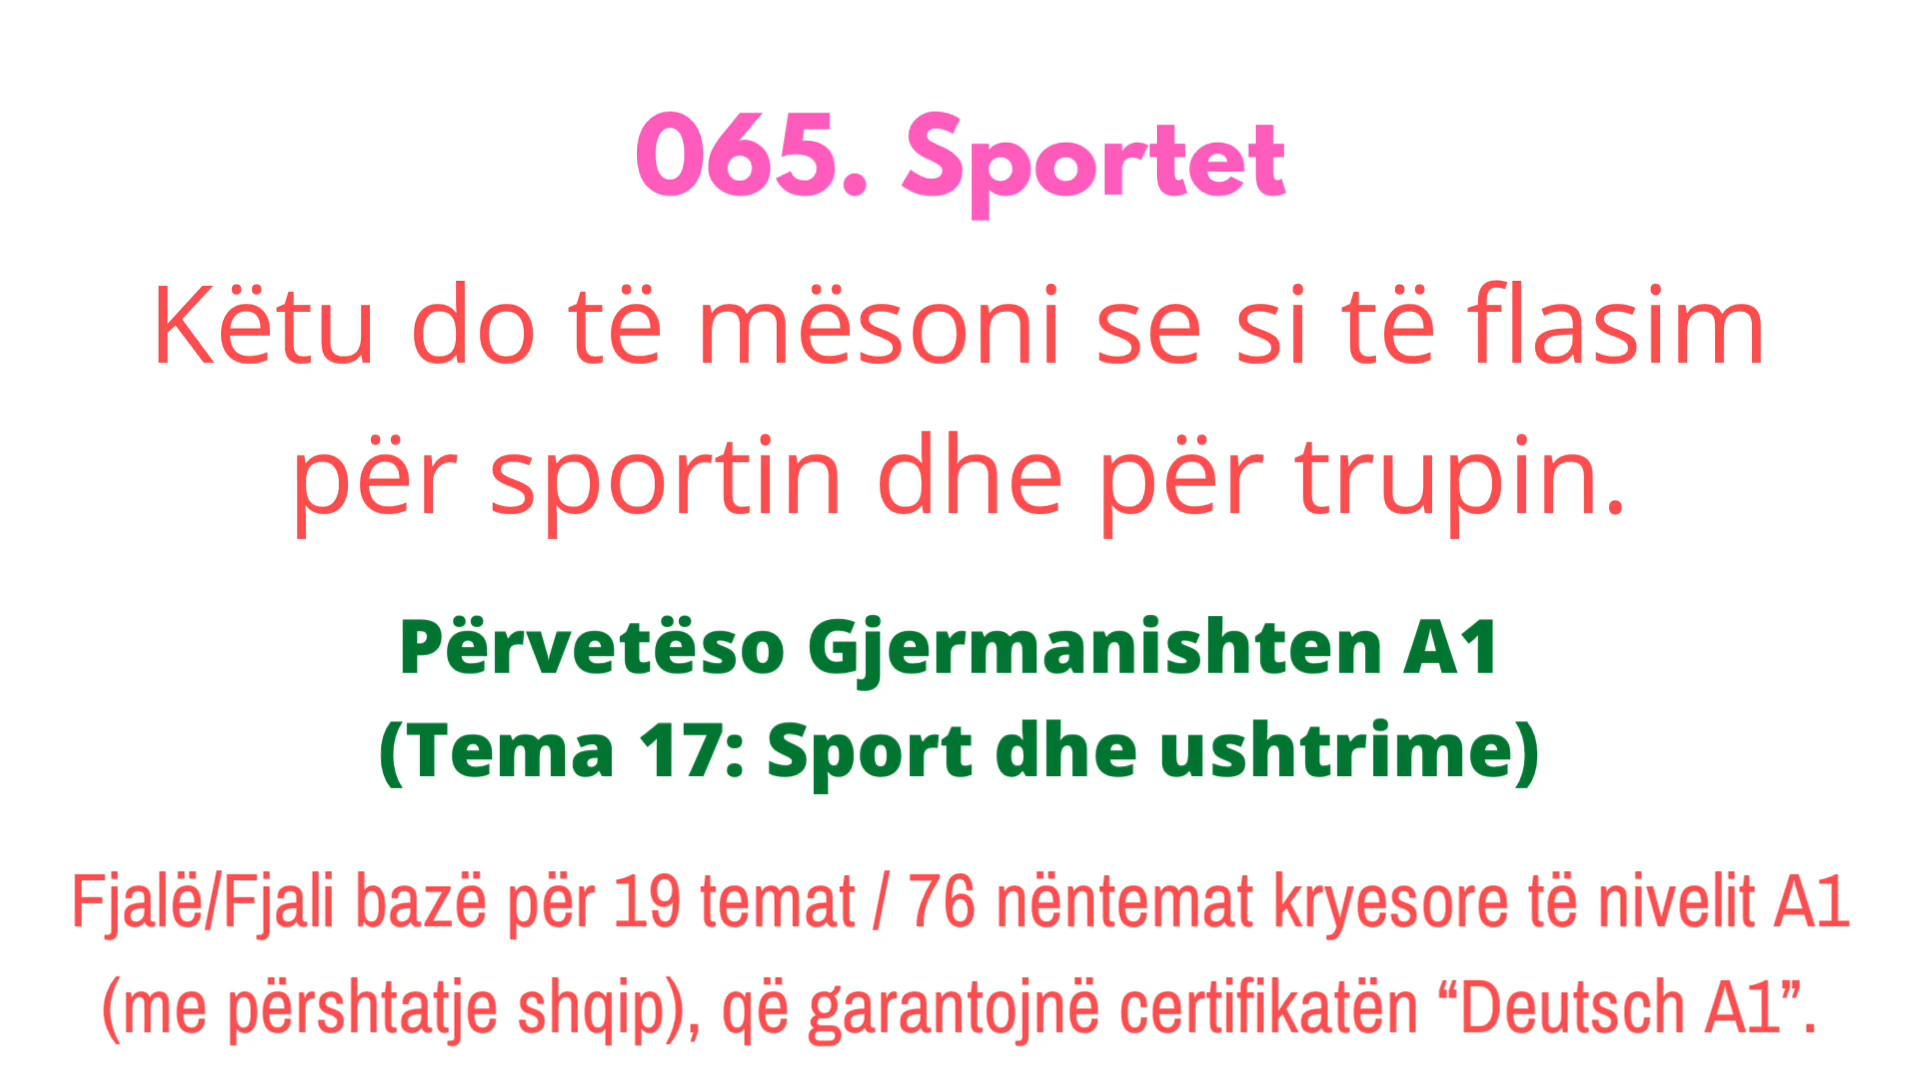 065. Sportet
Këtu do të mësoni se si të flasim
për sportin dhe për trupin.
Përvetëso Gjermanishten A1
(Tema 17: Sport dhe ushtrime)
Fjalë/Fjali bazë për 19 temat / 76 nëntemat kryesore të nivelit A1
(me përshtatje shqip), që garantojnë certifikatën “Deutsch A1”.